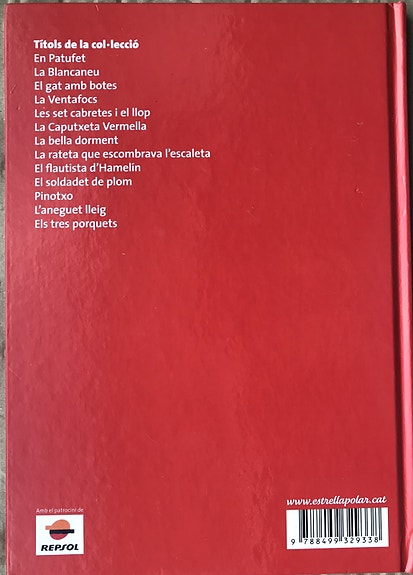 Títols de la col·lecció
En Patufet
La Blancaneu
El gat amb botes
La Ventafocs
Les set cabretes i el llop
La Caputxeta Vermella
La bella dorment
La rateta que escombrava l'escaleta
El flautista d'Hamelín
El soldadet de plom
Pinotxo
L'aneguet lleig
Els tres porquets
www.estrellapolar.cat
Amb el patrocini de
REPSOL
9 788499 329338